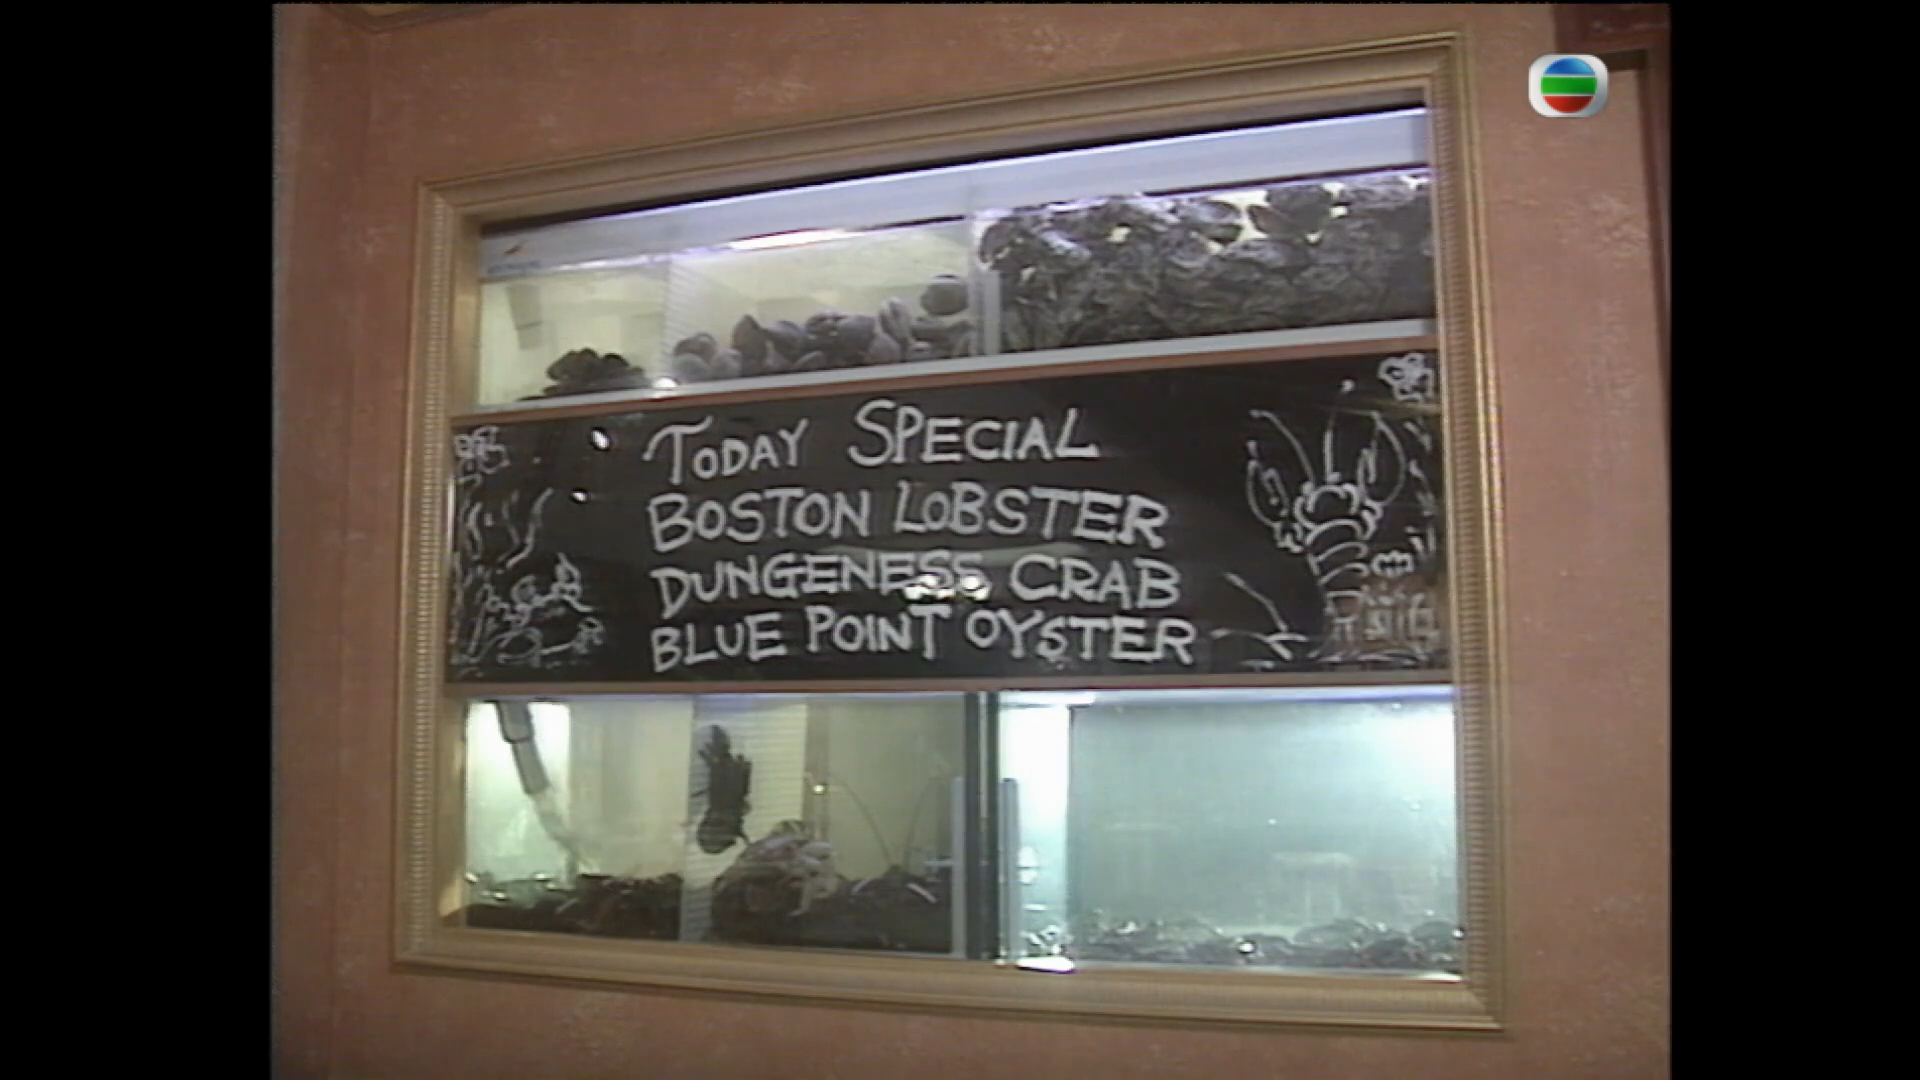 TODAY SPECIAL
BOSTON LOBSTER
DUNGENESS CRAB
BLUE POINT OYSTER